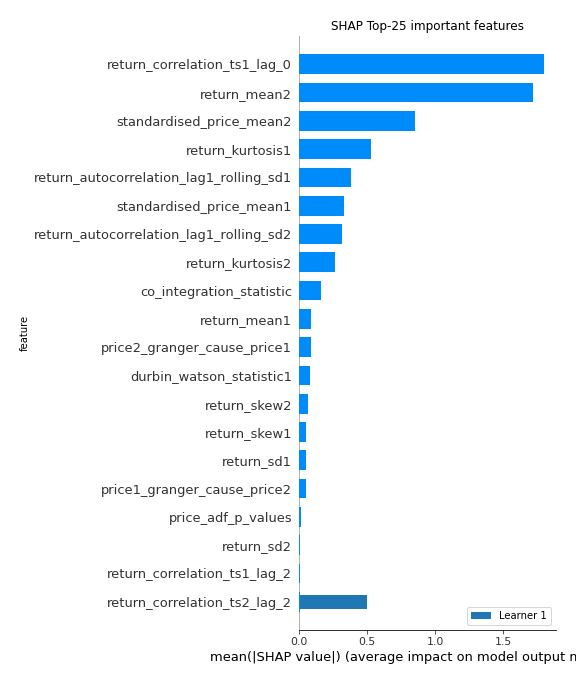 SHAP Top-25 important features
return_correlation_ts1_lag_0
return_mean2
standardised_price_mean2
return_kurtosis1
return_autocorrelation_lag1_rolling_sd1
standardised_price_mean1
return_autocorrelation_lag1_rolling_sd2
return_kurtosis2
co_integration_statistic
return_mean1
price2_granger_cause_price1
durbin_watson_statistic1
return_skew2
return_skew1
return_sd1
price1_granger_cause_price2
price_adf_p_values
return_sd2
return_correlation_ts1_lag_2
return_correlation_ts2_lag_2
feature
Learner 1
0.0 0.5 1.0 1.5
mean(|SHAP value|) (average impact on model output